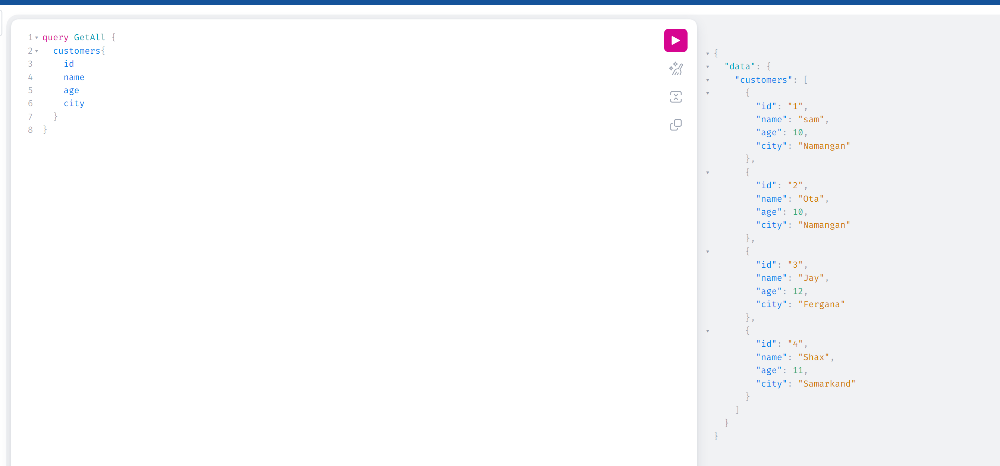 1 query GetAll {
2   customers{
3     id
4     name
5     age
6     city
7   }
8 }
{
  "data": {
    "customers": [
      {
        "id": "1",
        "name": "sam",
        "age": 10,
        "city": "Namangan"
      },
      {
        "id": "2",
        "name": "Ota",
        "age": 10,
        "city": "Namangan"
      },
      {
        "id": "3",
        "name": "Jay",
        "age": 12,
        "city": "Fergana"
      },
      {
        "id": "4",
        "name": "Shax",
        "age": 11,
        "city": "Samarkand"
      }
    ]
  }
}